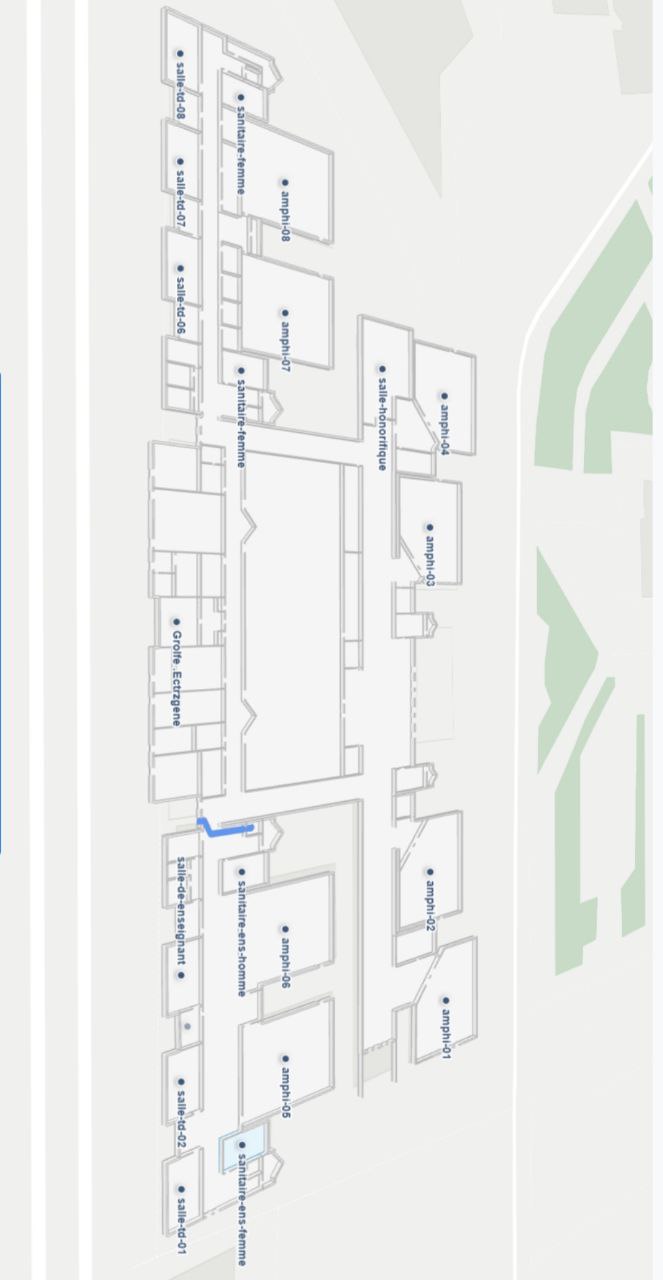 salle-td-08
sanitaire-femme
salle-td-07
amphi-08
salle-td-06
amphi-07
sanitaire-femme
salle-honorifique
amphi-04
amphi-03
Grolfe .Ectrzgene
salle-de-enseignant
sanitaire-ens-homme
amphi-02
amphi-06
amphi-01
amphi-05
salle-td-02
sanitaire-ens-femme
salle-td-01